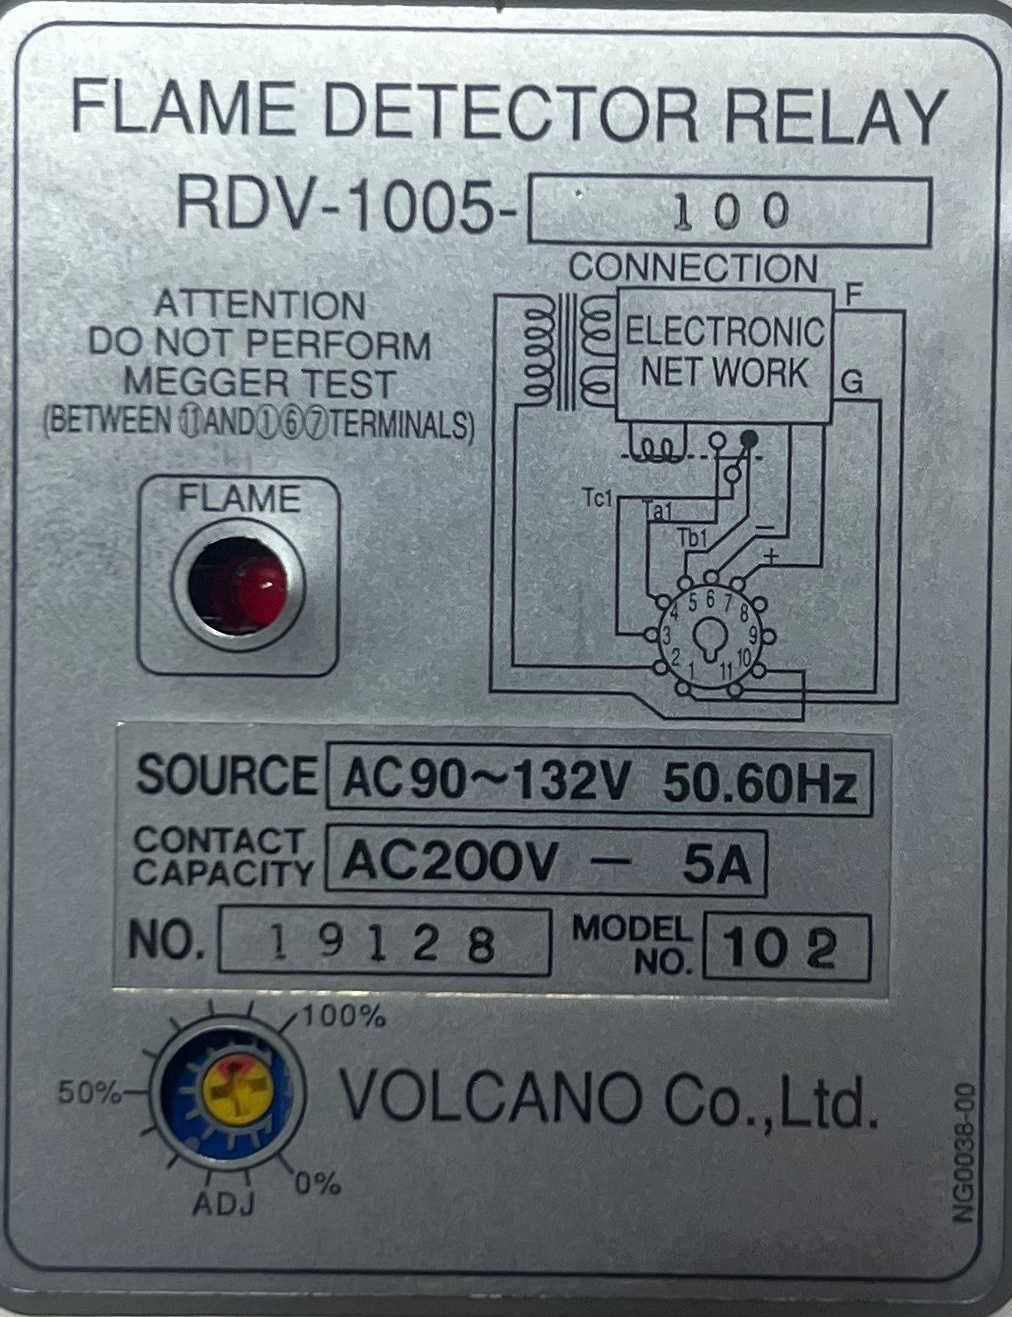 FLAME DETECTOR RELAY
RDV-1005- 100
CONNECTION
ATTENTION
DO NOT PERFORM
MEGGER TEST
(BETWEEN ⑪AND①⑥⑦TERMINALS)
FLAME
F
ELECTRONIC
NET WORK
G
Tc1
Ta1
Tb1
−
+
4 5 6 7 8
3 9
2 1 11 10
SOURCE AC90~132V 50.60Hz
CONTACT
CAPACITY AC200V − 5A
NO. 19128 MODEL
NO. 102
100%
50%
0%
ADJ
VOLCANO Co.,Ltd.
NG0038-00